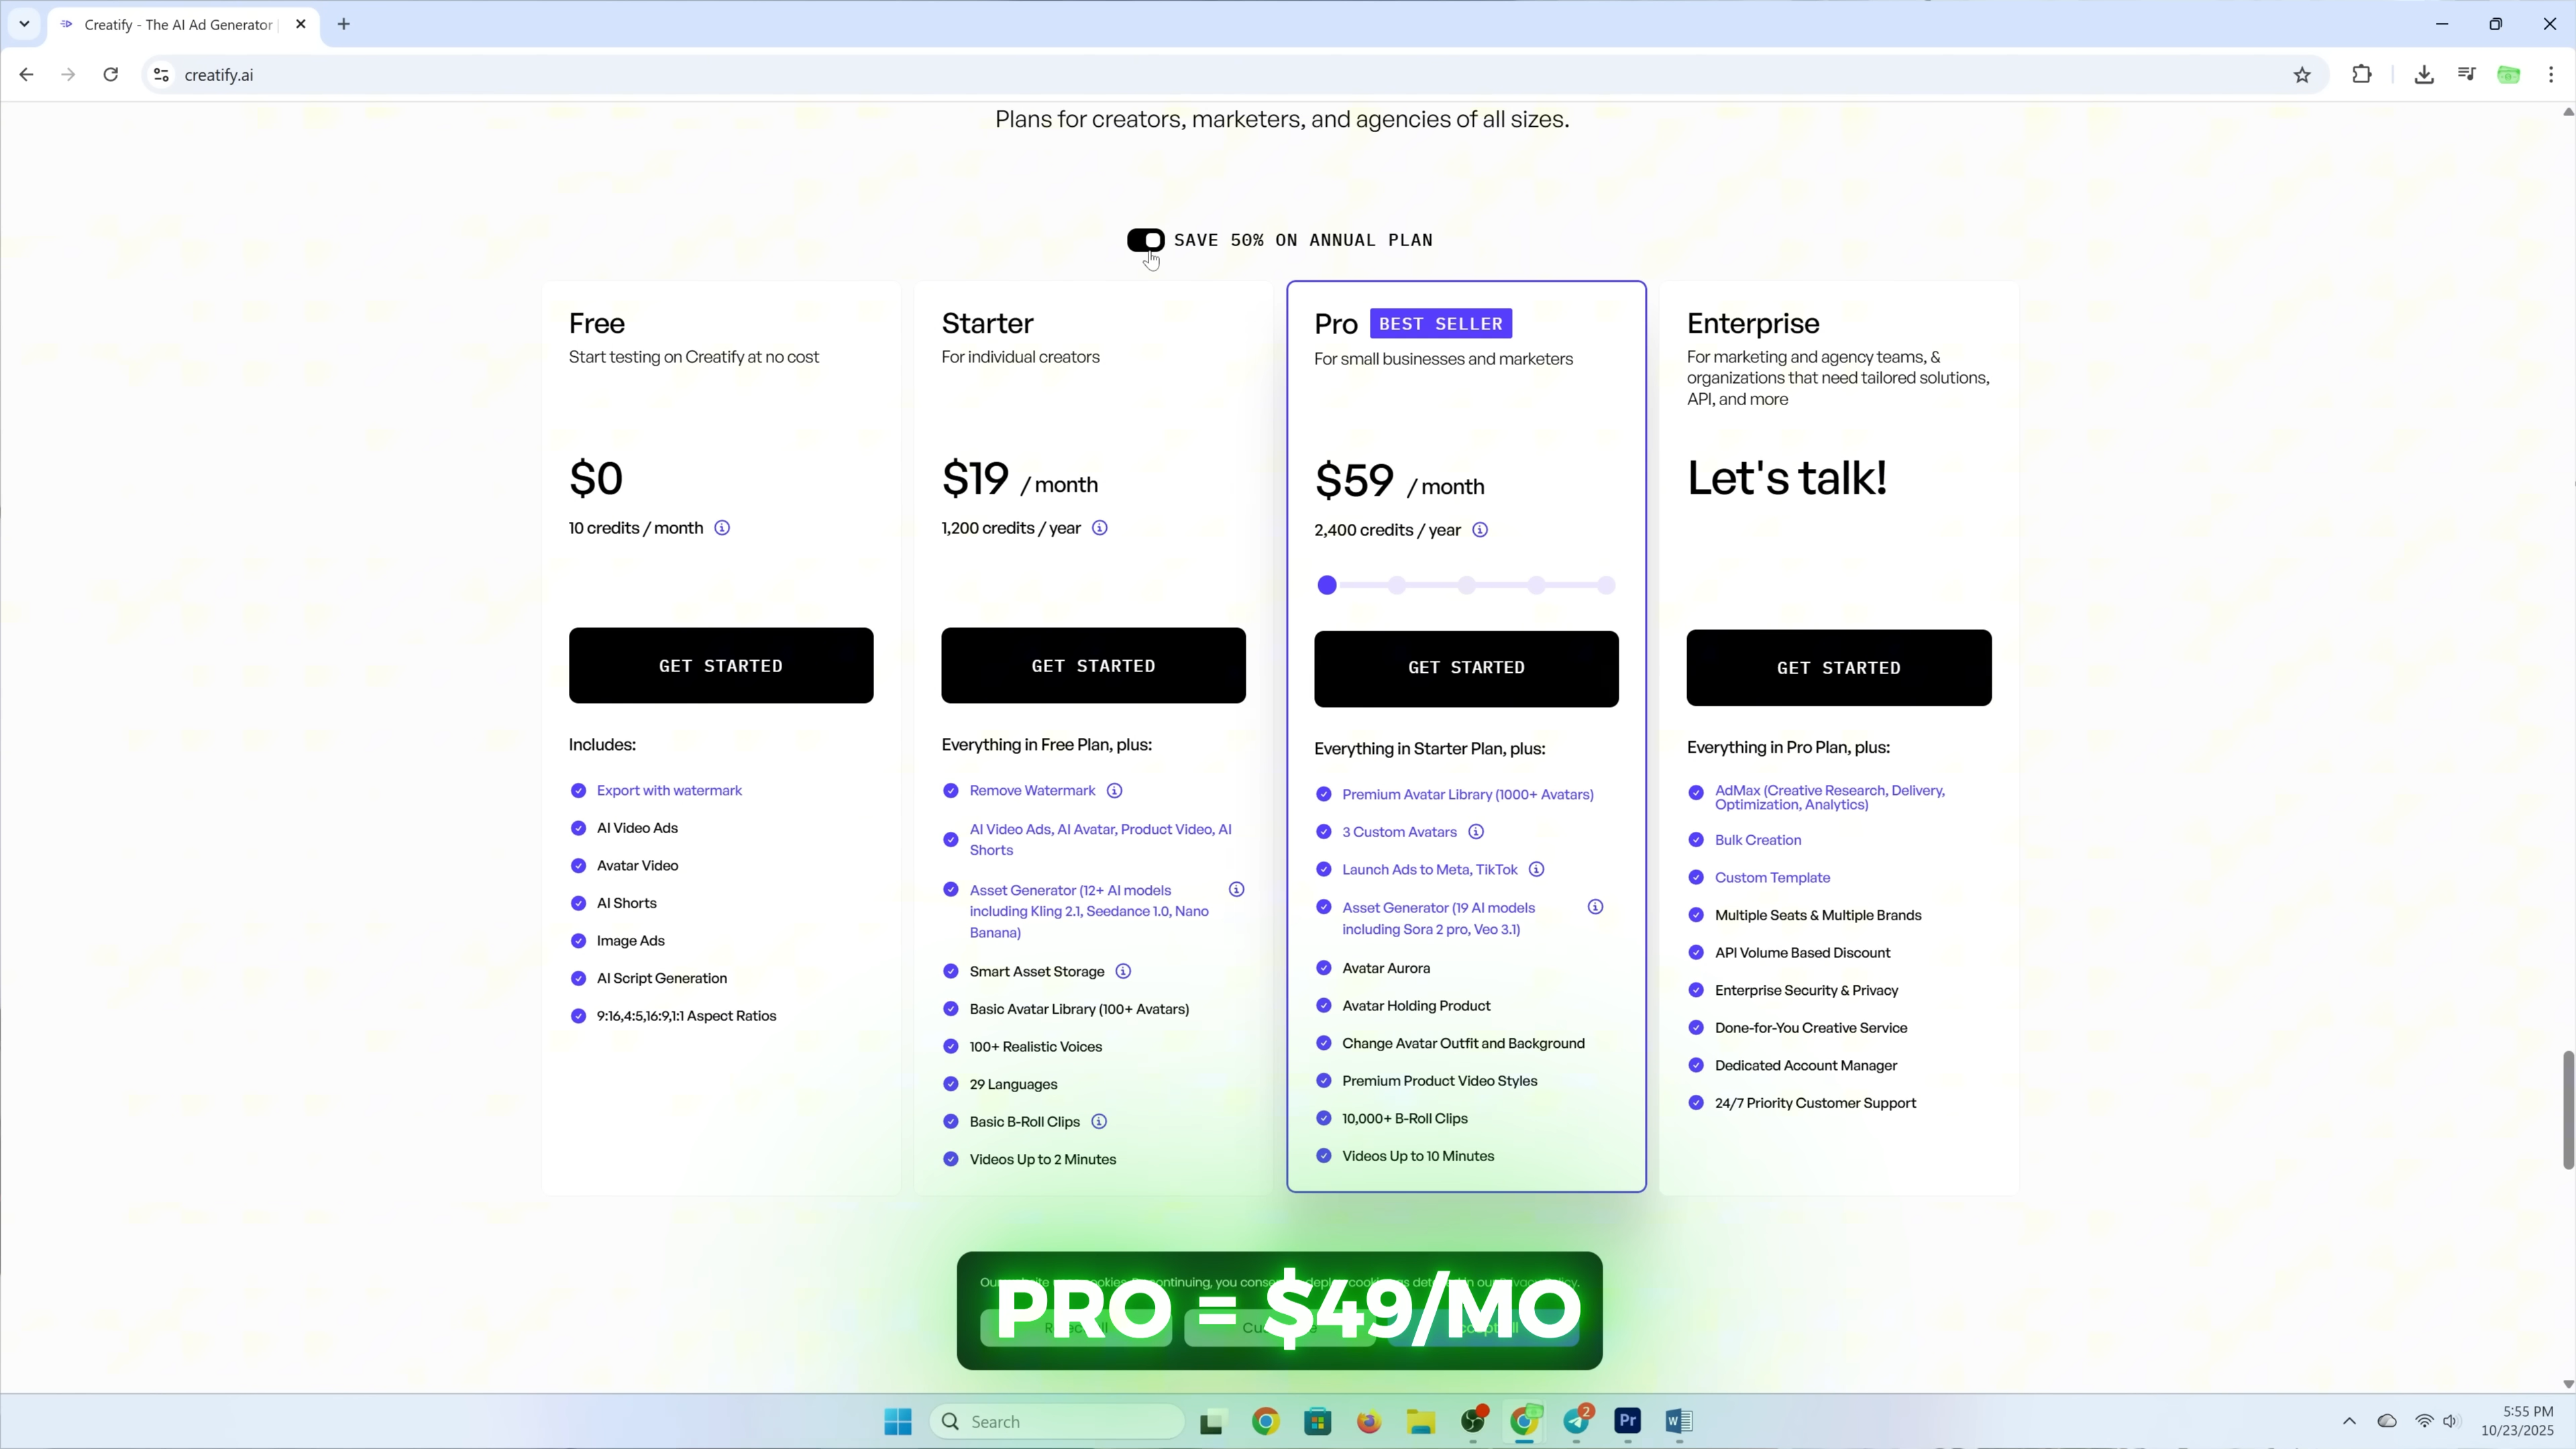 Creatify - The AI Ad Generator
creatify.ai
Plans for creators, marketers, and agencies of all sizes.
SAVE 50% ON ANNUAL PLAN
Free
Start testing on Creatify at no cost
$0
10 credits / month
GET STARTED
Includes:
Export with watermark
AI Video Ads
Avatar Video
AI Shorts
Image Ads
AI Script Generation
9:16,4:5,16:9,1:1 Aspect Ratios
Starter
For individual creators
$19 / month
1,200 credits / year
GET STARTED
Everything in Free Plan, plus:
Remove Watermark
AI Video Ads, AI Avatar, Product Video, AI
Shorts
Asset Generator (12+ AI models
including Kling 2.1, Seedance 1.0, Nano
Banana)
Smart Asset Storage
Basic Avatar Library (100+ Avatars)
100+ Realistic Voices
29 Languages
Basic B-Roll Clips
Videos Up to 2 Minutes
Pro BEST SELLER
For small businesses and marketers
$59 / month
2,400 credits / year
GET STARTED
Everything in Starter Plan, plus:
Premium Avatar Library (1000+ Avatars)
3 Custom Avatars
Launch Ads to Meta, TikTok
Asset Generator (19 AI models
including Sora 2 pro, Veo 3.1)
Avatar Aurora
Avatar Holding Product
Change Avatar Outfit and Background
Premium Product Video Styles
10,000+ B-Roll Clips
Videos Up to 10 Minutes
Enterprise
For marketing and agency teams, &
organizations that need tailored solutions,
API, and more
Let's talk!
GET STARTED
Everything in Pro Plan, plus:
AdMax (Creative Research, Delivery,
Optimization, Analytics)
Bulk Creation
Custom Template
Multiple Seats & Multiple Brands
API Volume Based Discount
Enterprise Security & Privacy
Done-for-You Creative Service
Dedicated Account Manager
24/7 Priority Customer Support
PRO = $49/MO
Search
2
Pr
W
5:55 PM
10/23/2025